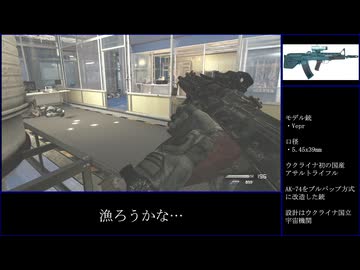 モデル銃
・Vepr
口径
・5.45x39mm
ウクライナ初の国産
アサルトライフル
AK-74をブルパップ方式
に改造した銃
設計はウクライナ国立
宇宙機関
漁ろうかな…